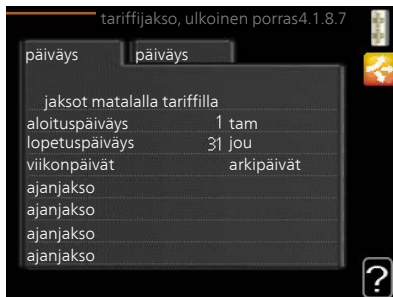 tariffijakso, ulkoinen porras4.1.8.7
päiväys päiväys
jaksot matalalla tariffilla
aloituspäiväys 1 tam
lopetuspäiväys 31 jou
viikonpäivät arkipäivät
ajanjakso
ajanjakso
ajanjakso
ajanjakso
?